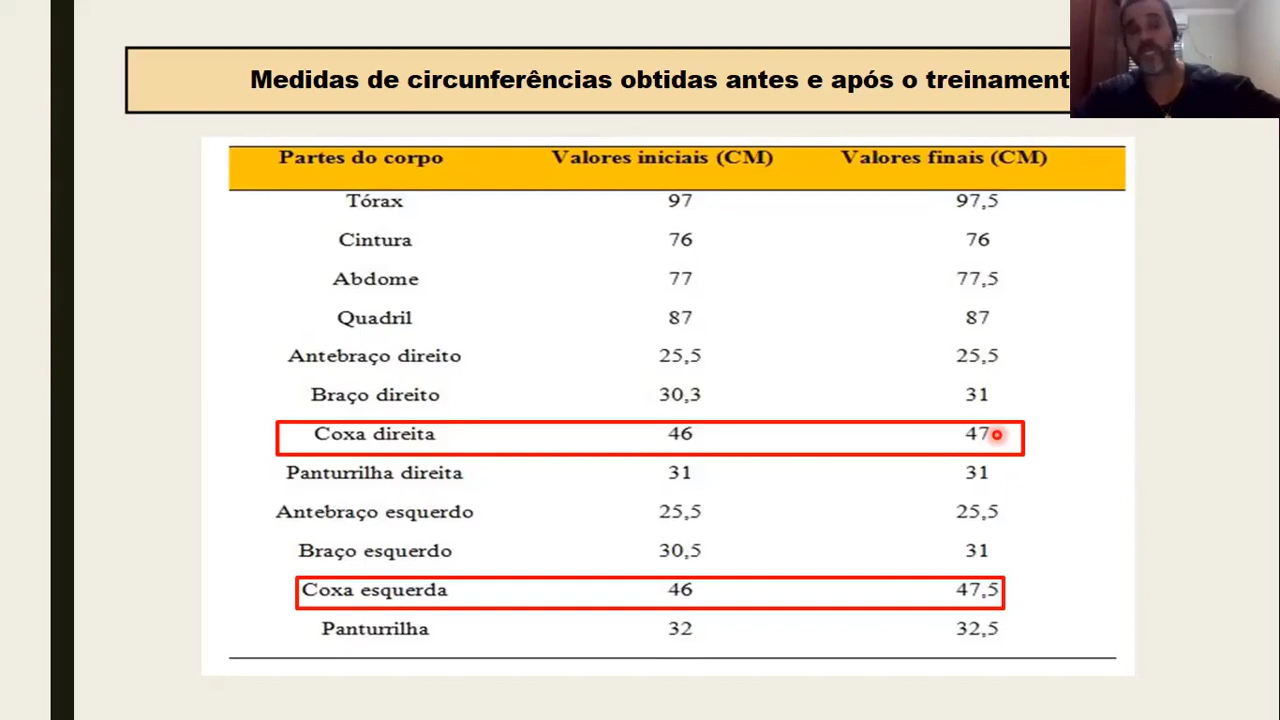 Medidas de circunferências obtidas antes e após o treinament
Partes do corpo Valores iniciais (CM) Valores finais (CM)
Tórax 97 97,5
Cintura 76 76
Abdome 77 77,5
Quadril 87 87
Antebraço direito 25,5 25,5
Braço direito 30,3 31
Coxa direita 46 47
Panturrilha direita 31 31
Antebraço esquerdo 25,5 25,5
Braço esquerdo 30,5 31
Coxa esquerda 46 47,5
Panturrilha 32 32,5